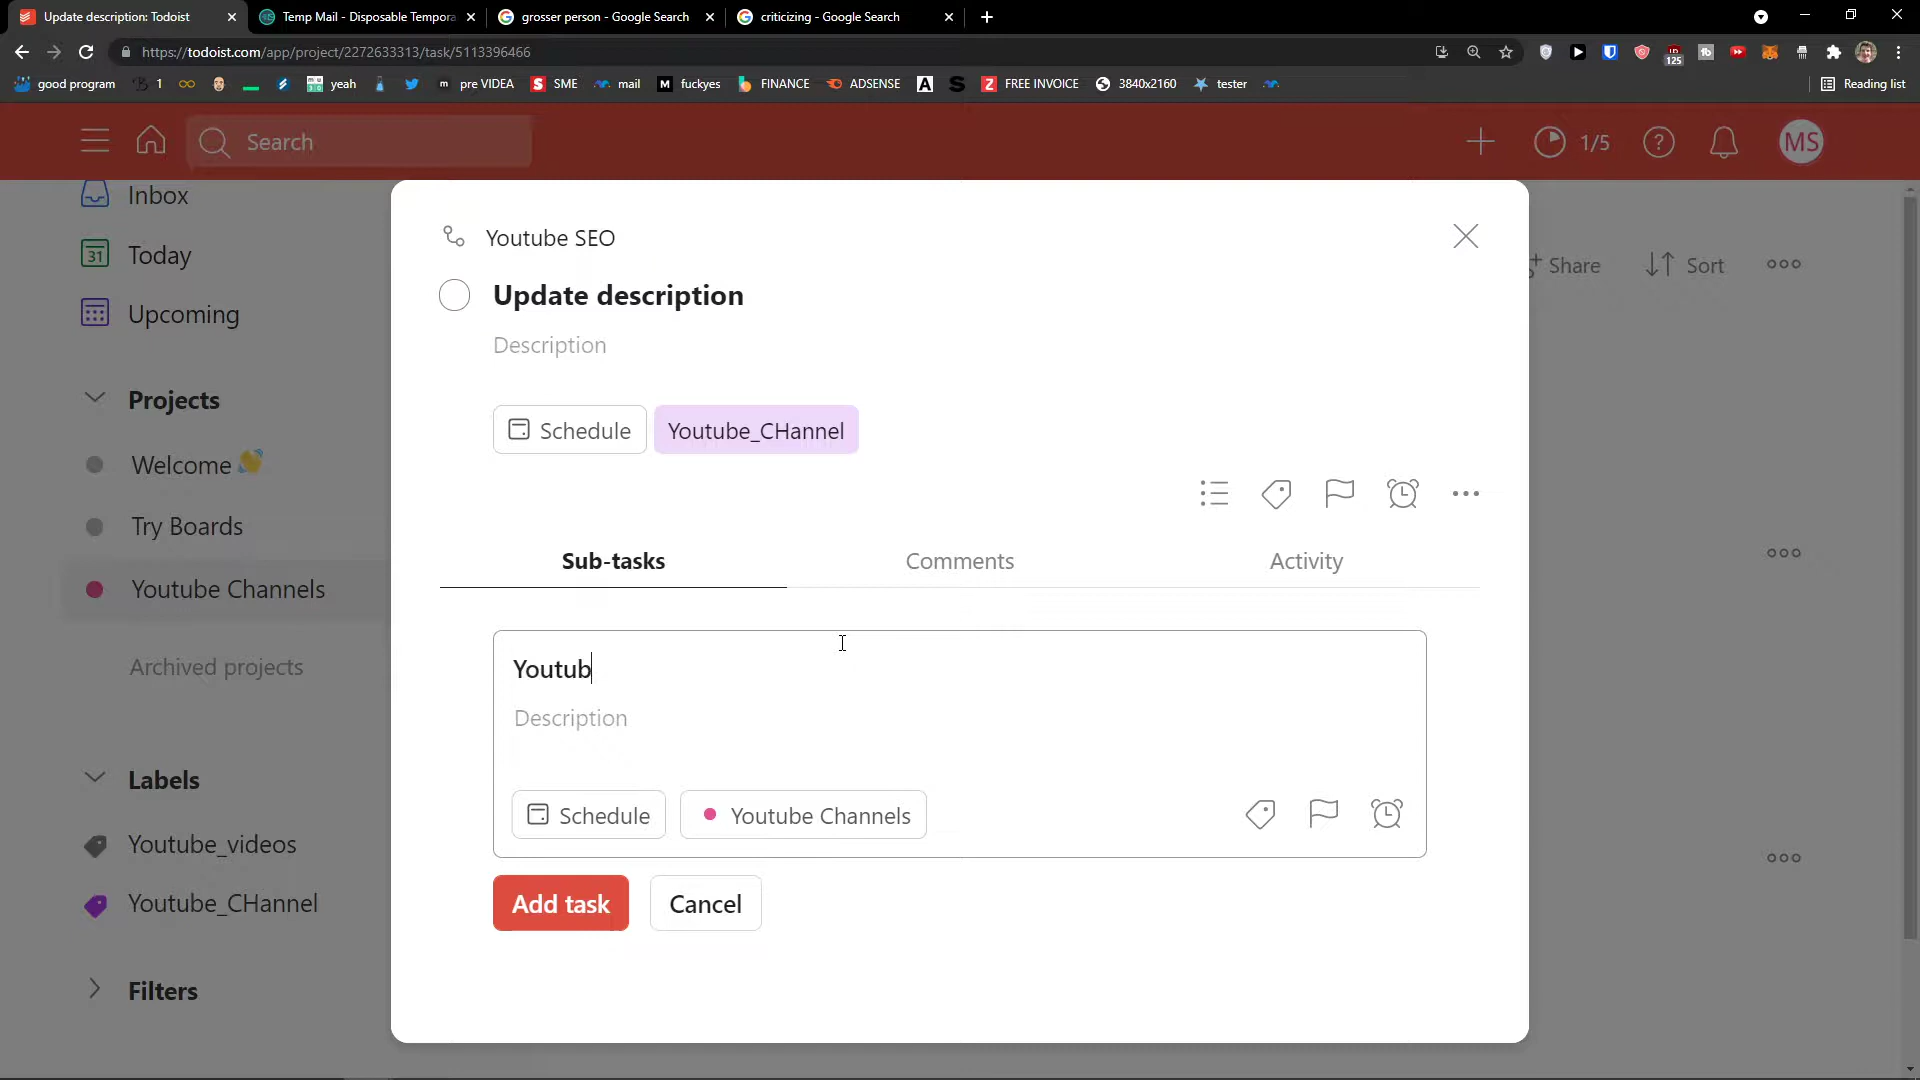 Update description: Todoist
Temp Mail - Disposable Tempora
grosser person - Google Search
criticizing - Google Search
https://todoist.com/app/project/2272633313/task/5113396466
125
good program
1
yeah
pre VIDEA
SME
mail
fuckyes
FINANCE
ADSENSE
FREE INVOICE
3840x2160
tester
Reading list
Search
1/5
MS
Inbox
31
Today
Upcoming
Projects
Welcome
Try Boards
Youtube Channels
Archived projects
Labels
Youtube_videos
Youtube_CHannel
Filters
Share
Sort
Youtube SEO
Update description
Description
Schedule
Youtube_CHannel
Sub-tasks
Comments
Activity
Youtub
Description
Schedule
Youtube Channels
Add task
Cancel